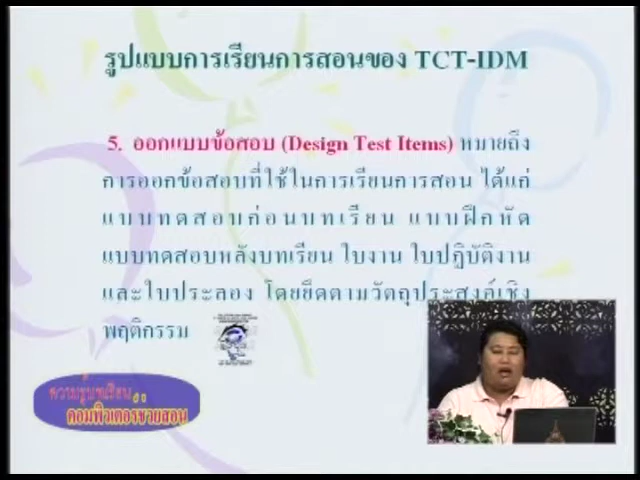 รูปแบบการเรียนการสอนของ TCT-IDM
5. ออกแบบข้อสอบ (Design Test Items) หมายถึง
การออกข้อสอบที่ใช้ในการเรียนการสอน ได้แก่
แบบทดสอบก่อนบทเรียน แบบฝึกหัด
แบบทดสอบหลังบทเรียน ใบงาน ใบปฏิบัติงาน
และใบประลอง โดยยึดตามวัตถุประสงค์เชิง
พฤติกรรม
คอมพิวเตอร์ช่วยสอน